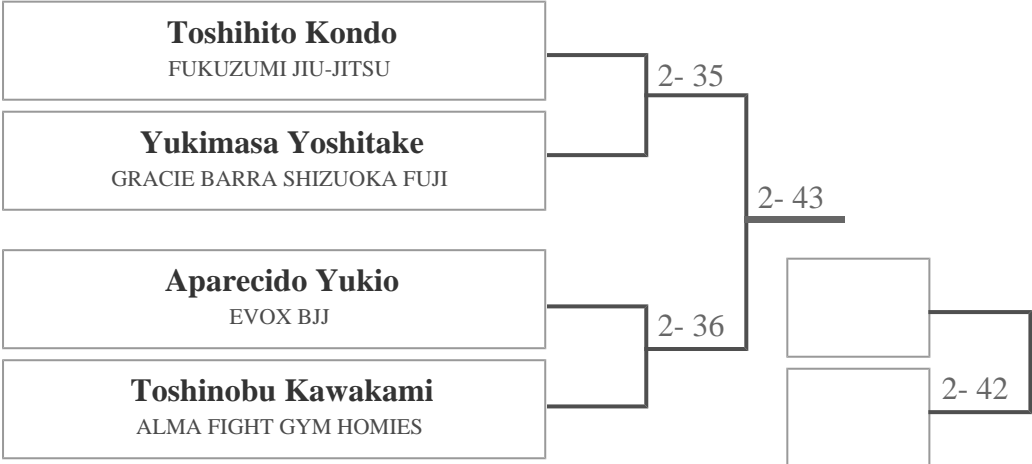 Toshihito Kondo
FUKUZUMI JIU-JITSU
2- 35
Yukimasa Yoshitake
GRACIE BARRA SHIZUOKA FUJI
2- 43
Aparecido Yukio
EVOX BJJ
2- 36
Toshinobu Kawakami
ALMA FIGHT GYM HOMIES
2- 42